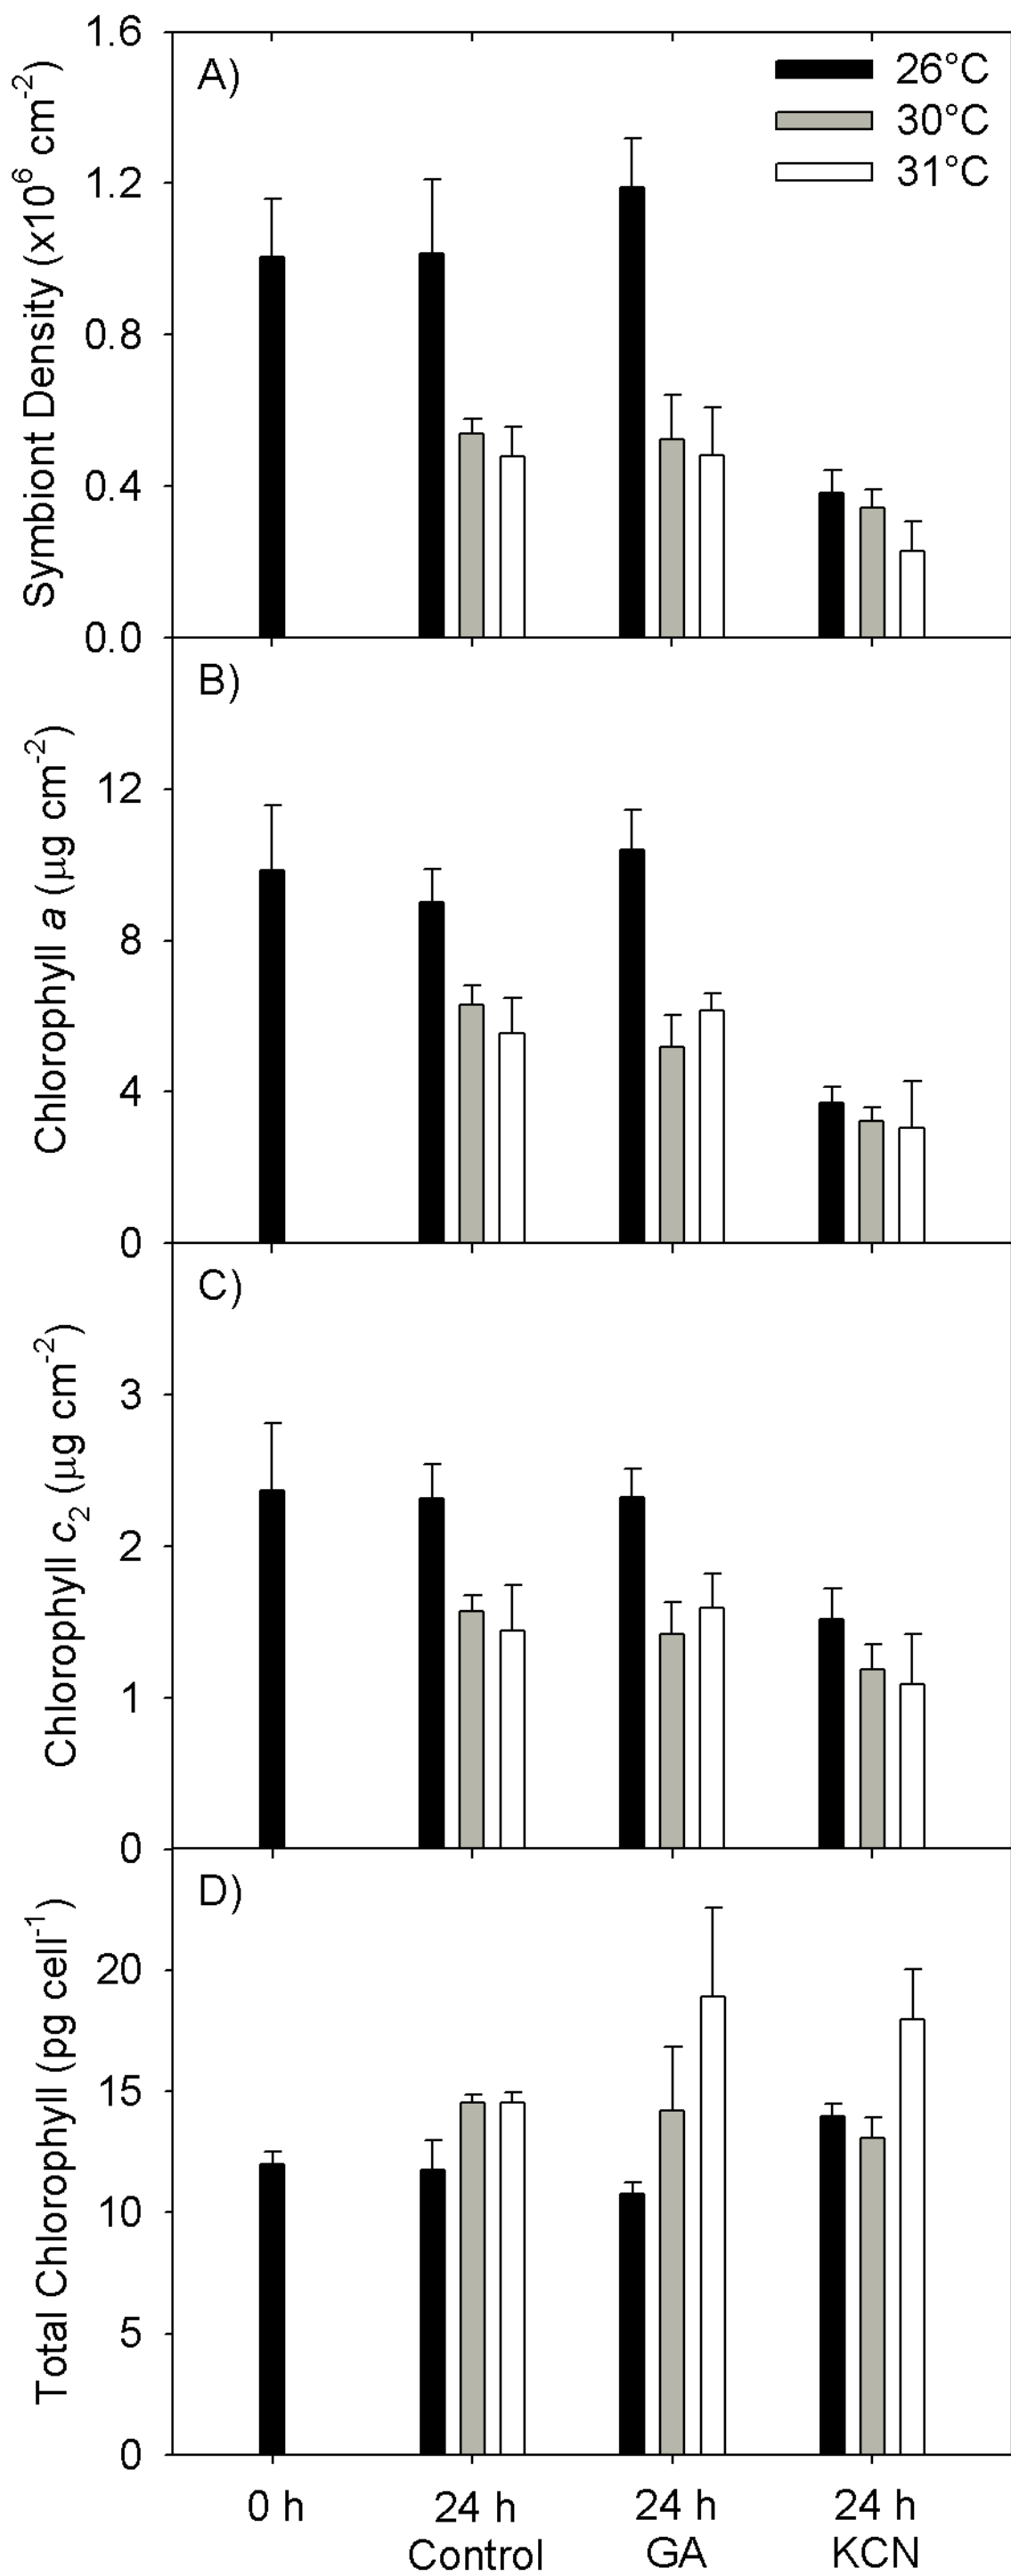 A)
26°C
30°C
31°C
Symbiont Density (x10⁶ cm⁻²)
1.6
1.2
0.8
0.4
0.0
B)
Chlorophyll a (µg cm⁻²)
12
8
4
0
C)
Chlorophyll c₂ (µg cm⁻²)
3
2
1
0
D)
Total Chlorophyll (pg cell⁻¹)
20
15
10
5
0
0 h
24 h
Control
24 h
GA
24 h
KCN